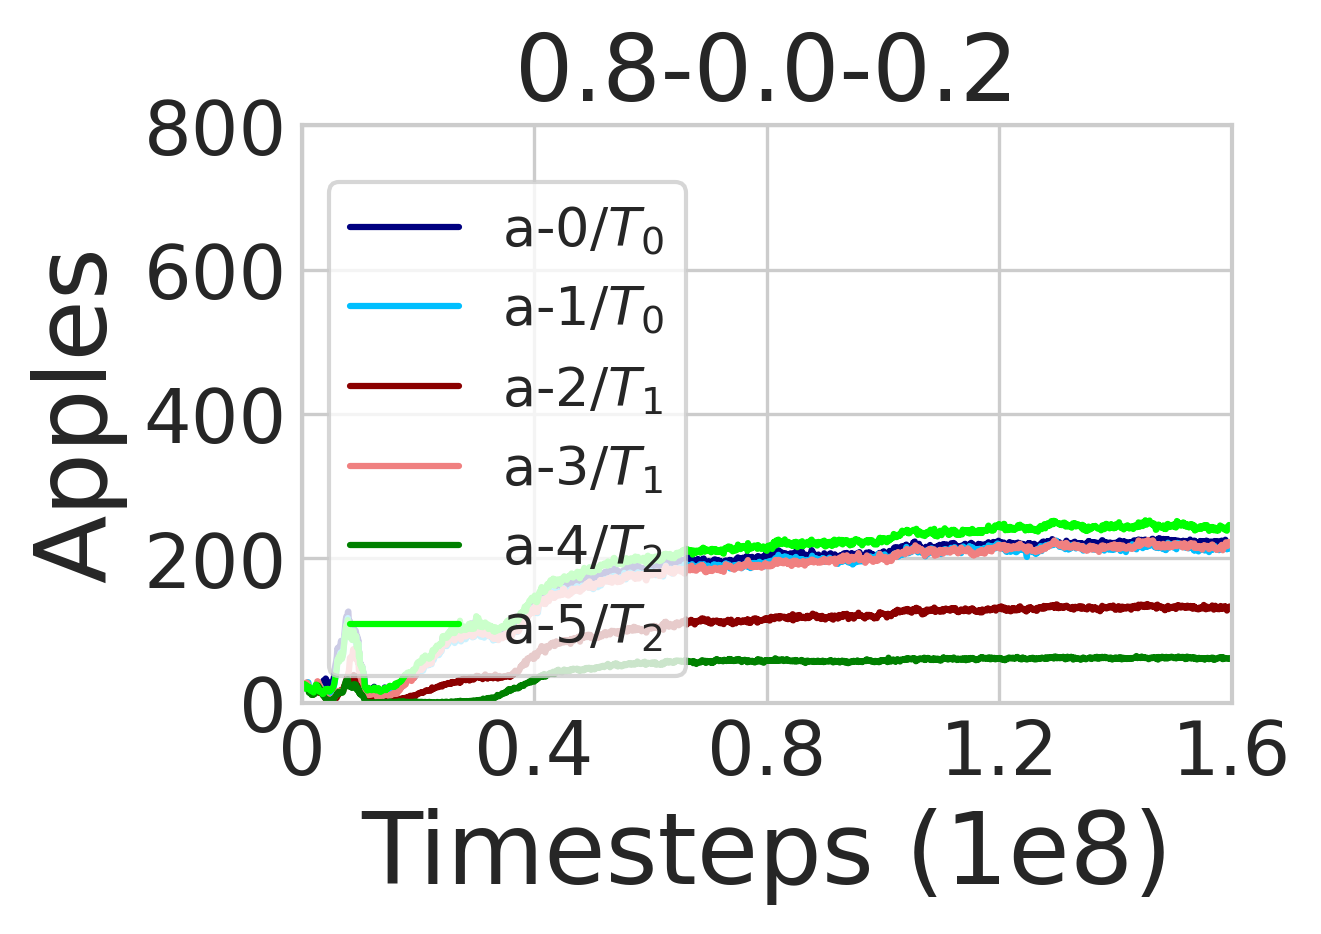 0.8-0.0-0.2
800
600
400
200
0
Apples
a-0/T₀
a-1/T₀
a-2/T₁
a-3/T₁
a-4/T₂
a-5/T₂
0 0.4 0.8 1.2 1.6
Timesteps (1e8)